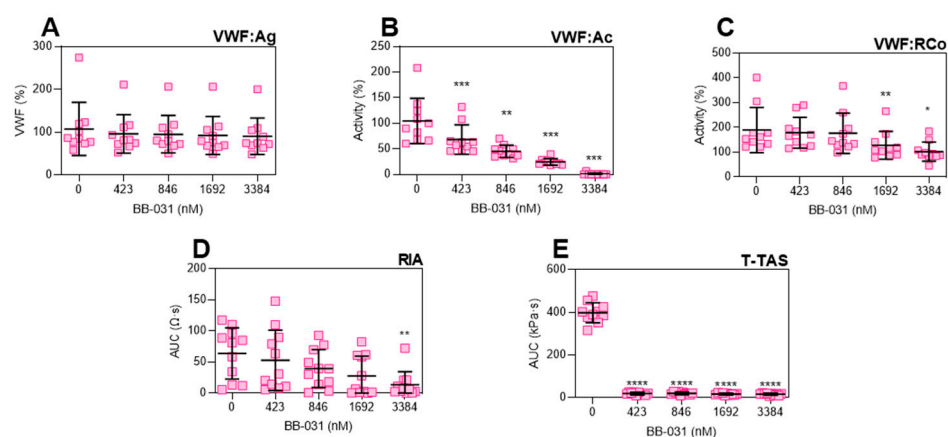 A
VWF:Ag
VWF (%)
300
200
100
0
0 423 846 1692 3384
BB-031 (nM)
B
VWF:Ac
Activity (%)
250
200
150
100
50
0
***
**
***
***
0 423 846 1692 3384
BB-031 (nM)
C
VWF:RCo
Activity (%)
500
400
300
200
100
0
**
*
0 423 846 1692 3384
BB-031 (nM)
D
RIA
AUC (Ω·s)
200
150
100
50
0
**
0 423 846 1692 3384
BB-031 (nM)
E
T-TAS
AUC (kPa·s)
600
400
200
0
**** **** **** ****
0 423 846 1692 3384
BB-031 (nM)